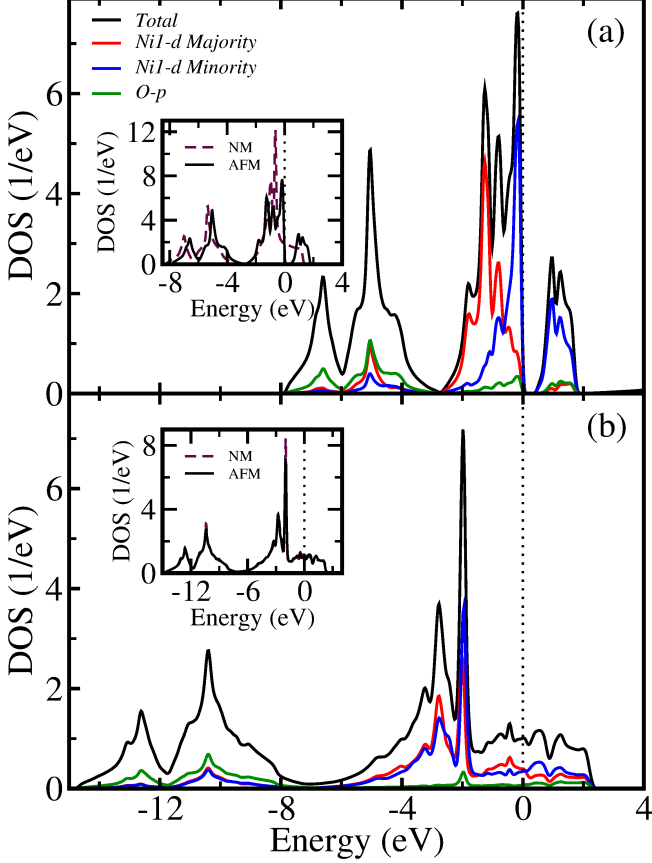 Total
Ni1-d Majority
Ni1-d Minority
O-p
(a)
DOS (1/eV)
6
4
2
0
NM
AFM
DOS (1/eV)
12
8
4
0
-8 -4 0 4
Energy (eV)
(b)
DOS (1/eV)
6
4
2
0
NM
AFM
DOS (1/eV)
8
4
0
-12 -6 0
Energy (eV)
-12 -8 -4 0 4
Energy (eV)